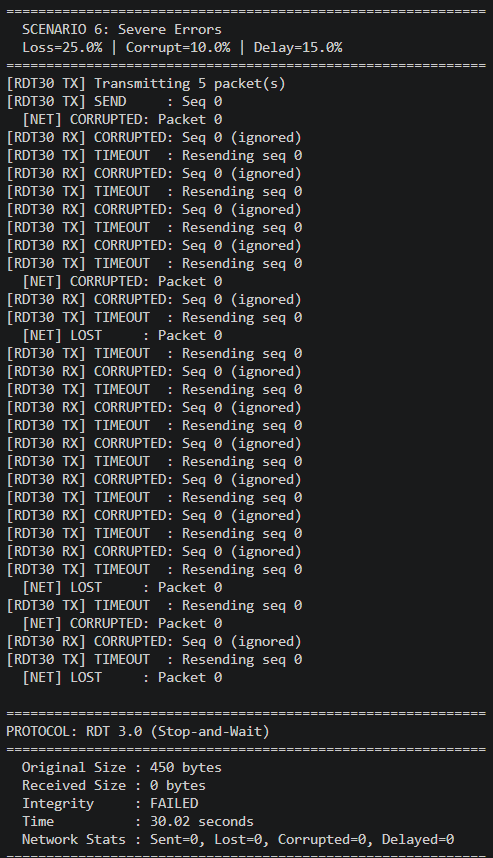 ============================================================
  SCENARIO 6: Severe Errors
  Loss=25.0% | Corrupt=10.0% | Delay=15.0%
============================================================
[RDT30 TX] Transmitting 5 packet(s)
[RDT30 TX] SEND     : Seq 0
  [NET] CORRUPTED: Packet 0
[RDT30 RX] CORRUPTED: Seq 0 (ignored)
[RDT30 TX] TIMEOUT  : Resending seq 0
[RDT30 RX] CORRUPTED: Seq 0 (ignored)
[RDT30 TX] TIMEOUT  : Resending seq 0
[RDT30 RX] CORRUPTED: Seq 0 (ignored)
[RDT30 TX] TIMEOUT  : Resending seq 0
[RDT30 RX] CORRUPTED: Seq 0 (ignored)
[RDT30 TX] TIMEOUT  : Resending seq 0
  [NET] CORRUPTED: Packet 0
[RDT30 RX] CORRUPTED: Seq 0 (ignored)
[RDT30 TX] TIMEOUT  : Resending seq 0
  [NET] LOST     : Packet 0
[RDT30 TX] TIMEOUT  : Resending seq 0
[RDT30 RX] CORRUPTED: Seq 0 (ignored)
[RDT30 TX] TIMEOUT  : Resending seq 0
[RDT30 RX] CORRUPTED: Seq 0 (ignored)
[RDT30 TX] TIMEOUT  : Resending seq 0
[RDT30 RX] CORRUPTED: Seq 0 (ignored)
[RDT30 TX] TIMEOUT  : Resending seq 0
[RDT30 RX] CORRUPTED: Seq 0 (ignored)
[RDT30 TX] TIMEOUT  : Resending seq 0
[RDT30 RX] CORRUPTED: Seq 0 (ignored)
[RDT30 TX] TIMEOUT  : Resending seq 0
[RDT30 RX] CORRUPTED: Seq 0 (ignored)
[RDT30 TX] TIMEOUT  : Resending seq 0
  [NET] LOST     : Packet 0
[RDT30 TX] TIMEOUT  : Resending seq 0
  [NET] CORRUPTED: Packet 0
[RDT30 RX] CORRUPTED: Seq 0 (ignored)
[RDT30 TX] TIMEOUT  : Resending seq 0
  [NET] LOST     : Packet 0

============================================================
PROTOCOL: RDT 3.0 (Stop-and-Wait)
============================================================
  Original Size : 450 bytes
  Received Size : 0 bytes
  Integrity     : FAILED
  Time          : 30.02 seconds
  Network Stats : Sent=0, Lost=0, Corrupted=0, Delayed=0
============================================================